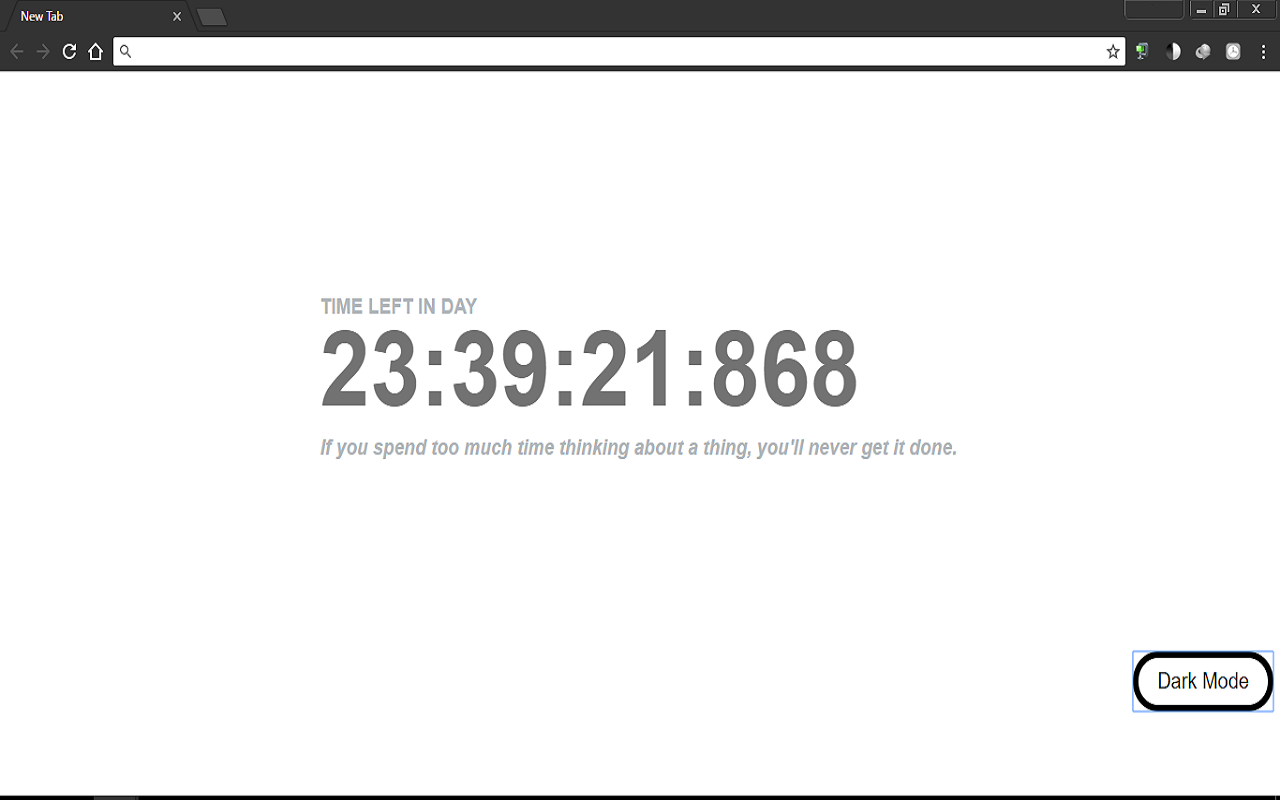 New Tab
TIME LEFT IN DAY
23:39:21:868
If you spend too much time thinking about a thing, you'll never get it done.
Dark Mode